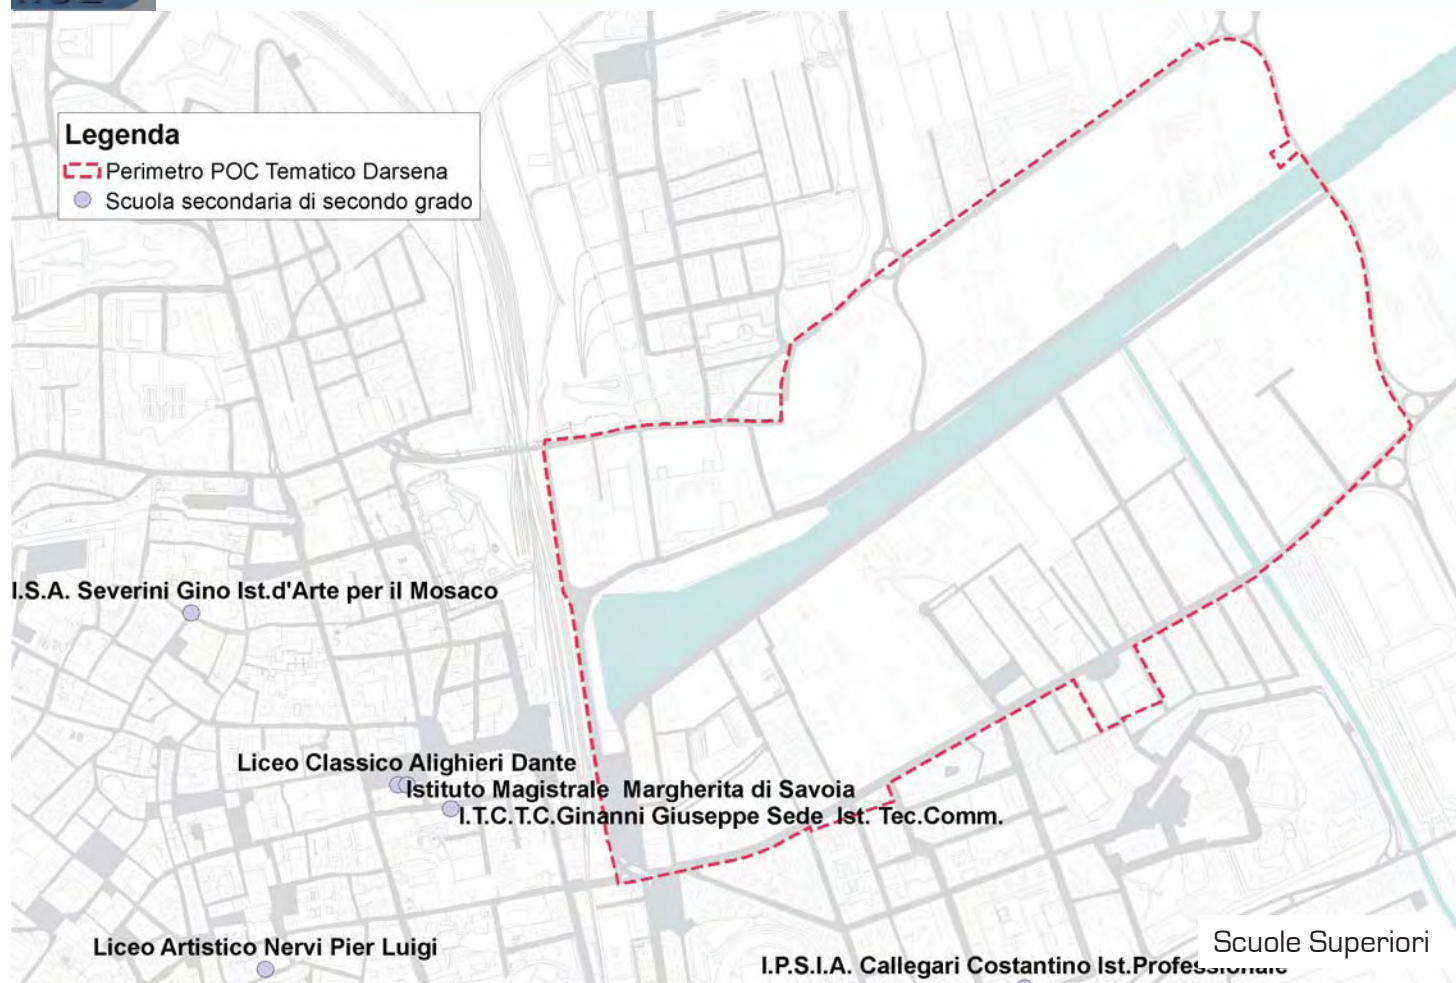 Legenda
Perimetro POC Tematico Darsena
Scuola secondaria di secondo grado
I.S.A. Severini Gino Ist.d'Arte per il Mosaco
Liceo Classico Alighieri Dante
Istituto Magistrale Margherita di Savoia
I.T.C.T.C.Ginanni Giuseppe Sede Ist. Tec.Comm.
Liceo Artistico Nervi Pier Luigi
Scuole Superiori
I.P.S.I.A. Callegari Costantino Ist.Professionale